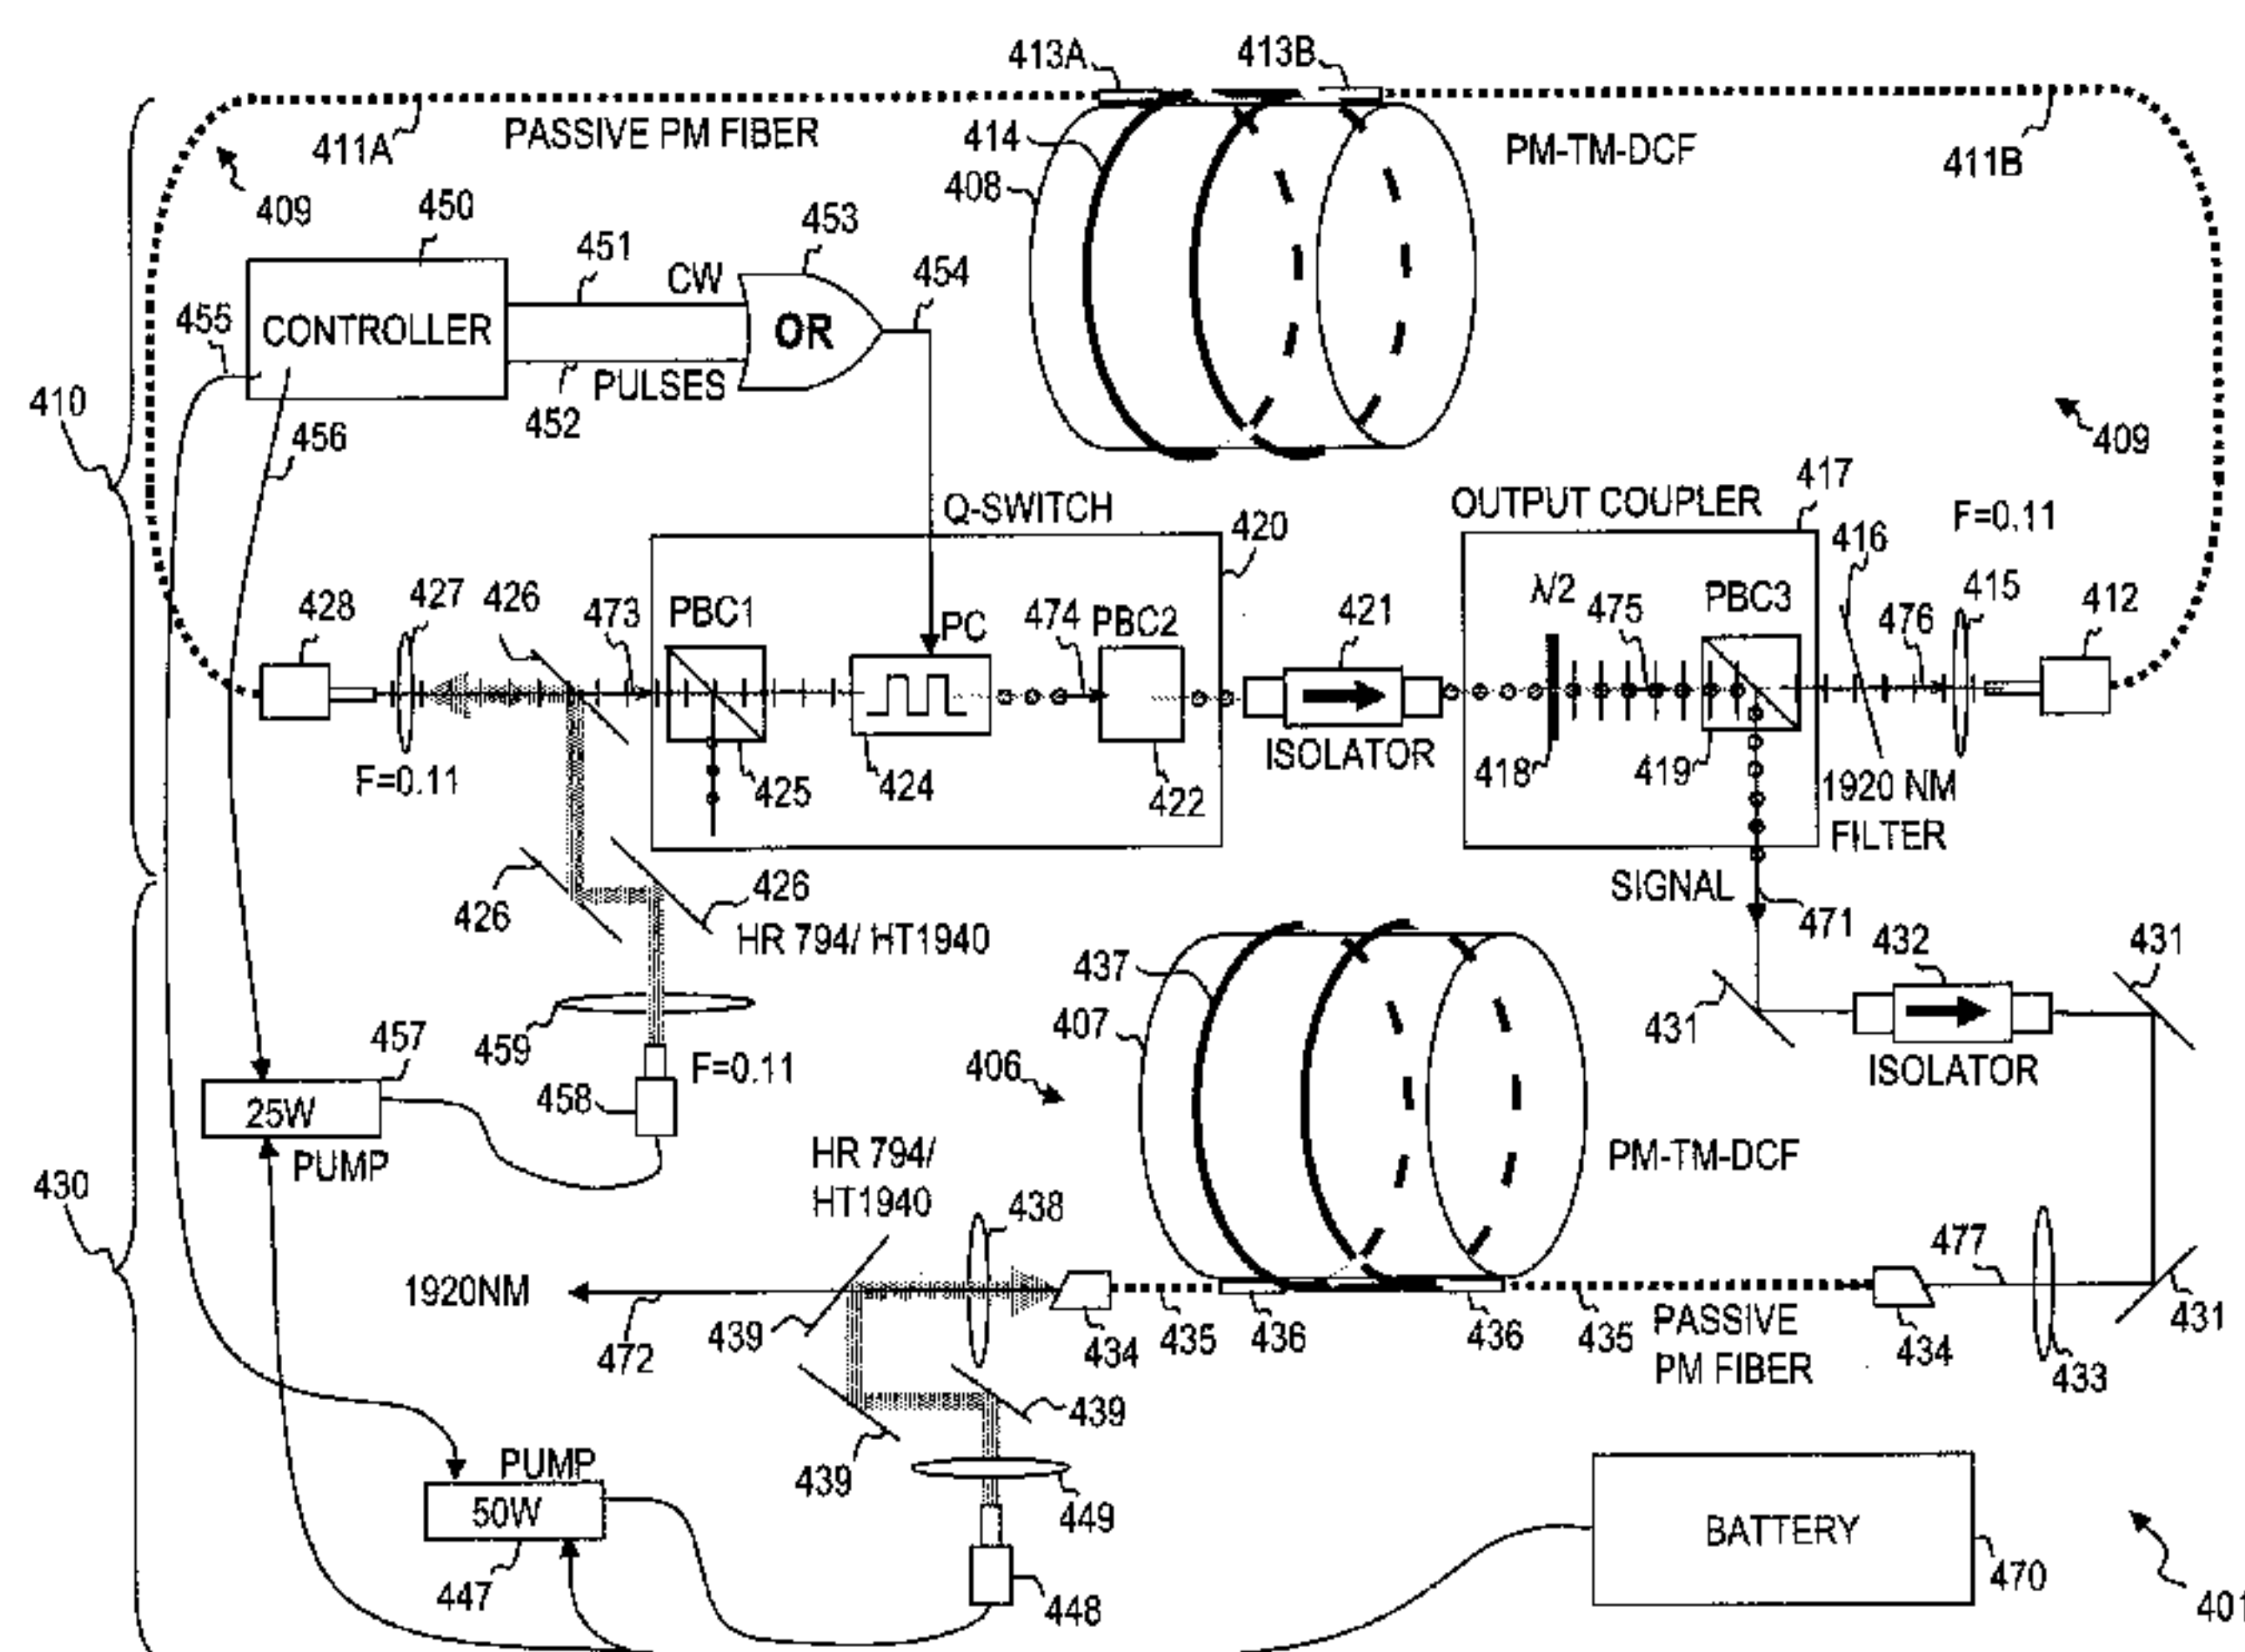 413A
413B
411A
PASSIVE PM FIBER
414
PM-TM-DCF
411B
408
409
450
453
451
CW
454
455
CONTROLLER
OR
452
PULSES
410
456
409
417
Q-SWITCH
420
OUTPUT COUPLER
416
F=0.11
428
427
426
473
PBC1
PC
474
PBC2
421
λ/2
475
PBC3
476
415
412
F=0.11
425
424
422
ISOLATOR
418
419
1920 NM
FILTER
426
426
HR 794/ HT1940
SIGNAL
471
432
431
437
407
431
ISOLATOR
459
F=0.11
457
458
406
25W
PUMP
HR 794/
HT1940
438
PM-TM-DCF
430
477
1920NM
472
439
434
435
436
436
435
PASSIVE
PM FIBER
434
433
431
439
439
449
PUMP
50W
447
448
BATTERY
470
401